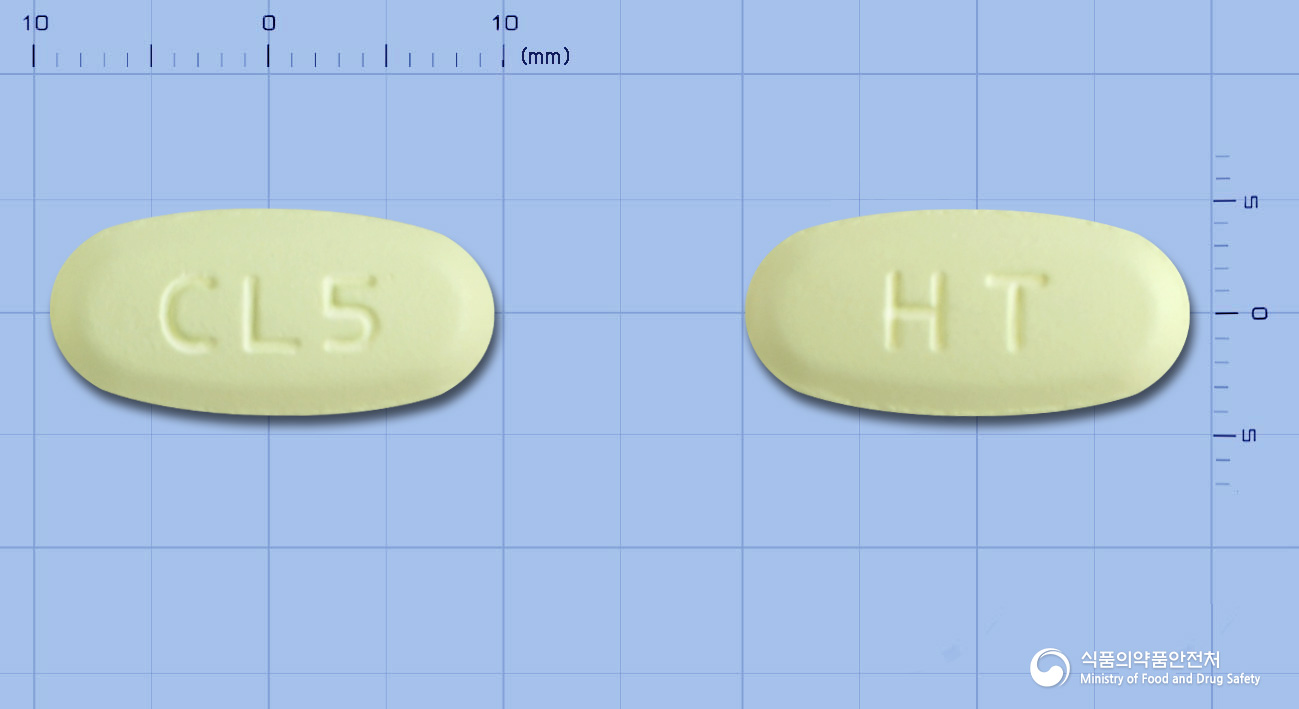 10 0 10
(mm)
CL5
HT
5
0
5
식품의약품안전처
Ministry of Food and Drug Safety